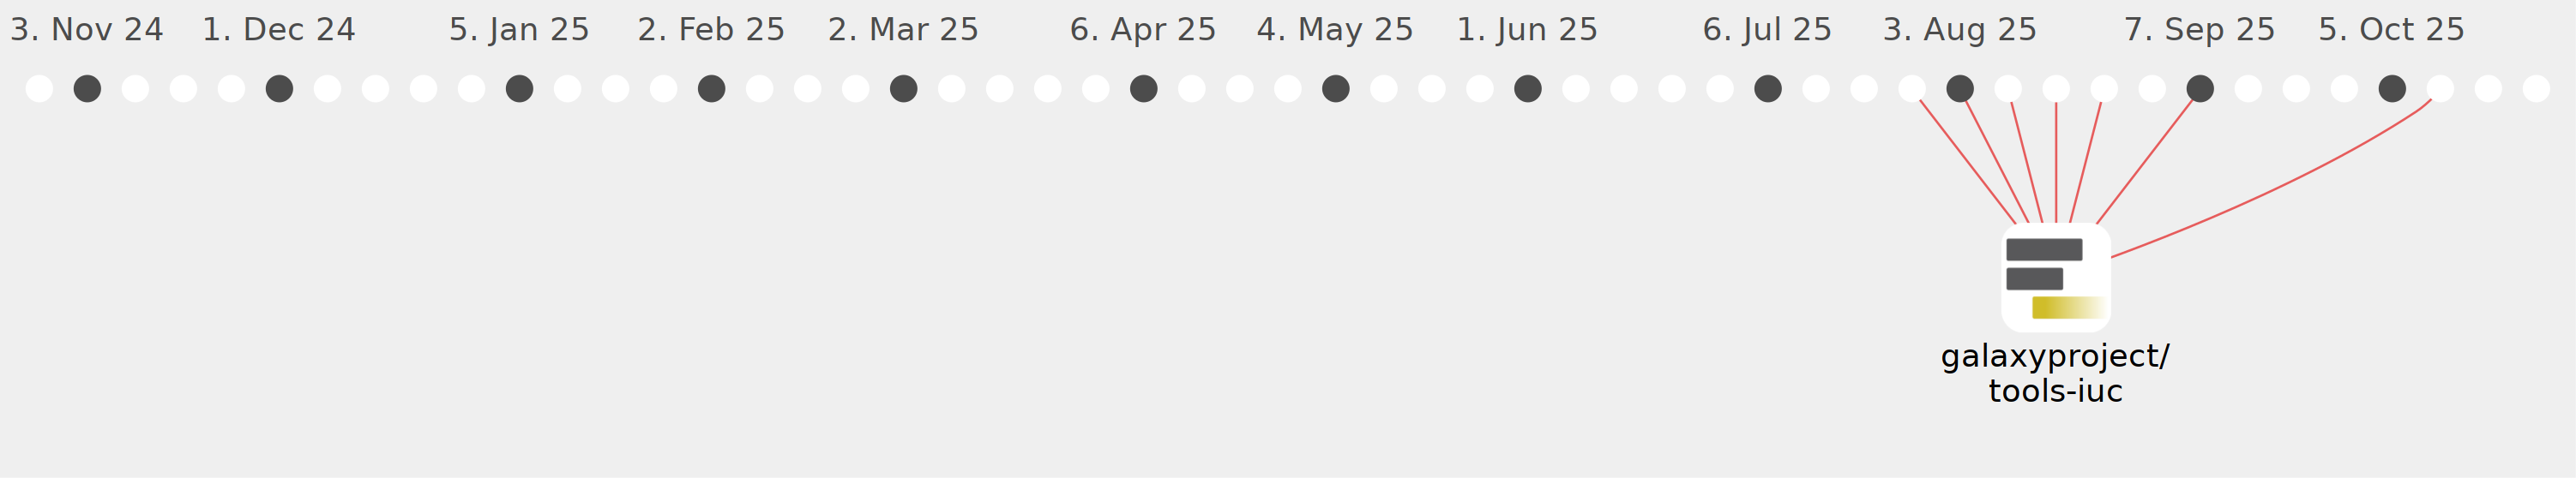 3. Nov 24 1. Dec 24 5. Jan 25 2. Feb 25 2. Mar 25 6. Apr 25 4. May 25 1. Jun 25 6. Jul 25 3. Aug 25 7. Sep 25 5. Oct 25
galaxyproject/
tools-iuc